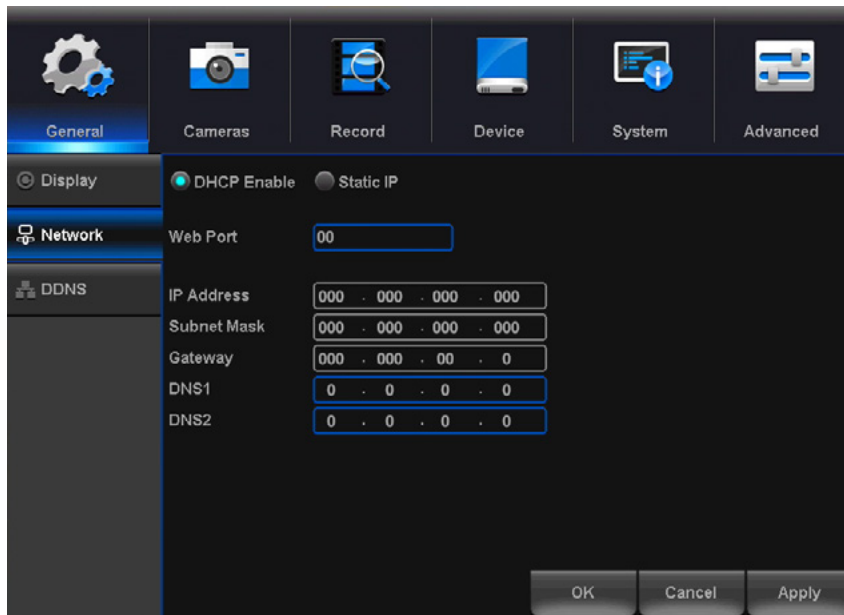 General Cameras Record Device System Advanced
Display
DHCP Enable Static IP
Network
Web Port 00
DDNS
IP Address 000 . 000 . 000 . 000
Subnet Mask 000 . 000 . 000 . 000
Gateway 000 . 000 . 00 . 0
DNS1 0 . 0 . 0 . 0
DNS2 0 . 0 . 0 . 0
OK Cancel Apply